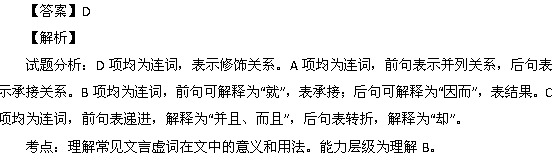 【答案】D
【解析】
试题分析：D 项均为连词，表示修饰关系。A 项均为连词，前句表示并列关系，后句表
示承接关系。B 项均为连词，前句可解释为“就”，表承接；后句可解释为“因而”，表结果。C
项均为连词，前句表递进，解释为“并且、而且”，后句表转折，解释为“却”。
考点：理解常见文言虚词在文中的意义和用法。能力层级为理解 B。